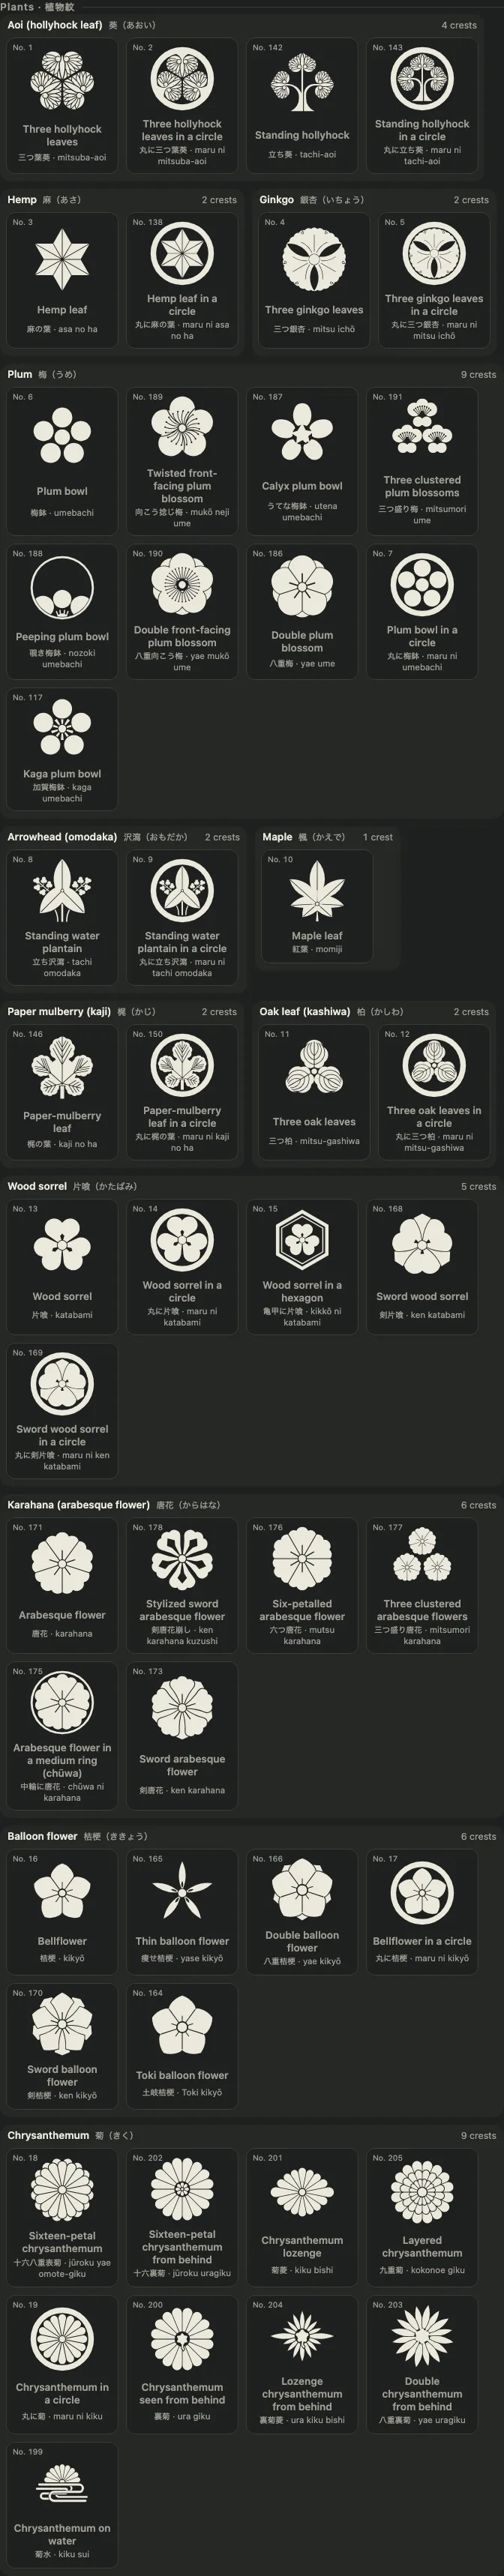 Plants · 植物紋
Aoi (hollyhock leaf) 葵（あおい） 4 crests
No. 1
Three hollyhock
leaves
三つ葉葵 · mitsuba-aoi
No. 2
Three hollyhock
leaves in a circle
丸に三つ葉葵 · maru ni
mitsuba-aoi
No. 142
Standing hollyhock
立ち葵 · tachi-aoi
No. 143
Standing hollyhock
in a circle
丸に立ち葵 · maru ni
tachi-aoi
Hemp 麻（あさ） 2 crests
No. 3
Hemp leaf
麻の葉 · asa no ha
No. 138
Hemp leaf in a
circle
丸に麻の葉 · maru ni asa
no ha
Ginkgo 銀杏（いちょう） 2 crests
No. 4
Three ginkgo leaves
三つ銀杏 · mitsu ichō
No. 5
Three ginkgo leaves
in a circle
丸に三つ銀杏 · maru ni
mitsu ichō
Plum 梅（うめ） 9 crests
No. 6
Plum bowl
梅鉢 · umebachi
No. 189
Twisted front-
facing plum
blossom
向こう捻じ梅 · mukō neji
ume
No. 187
Calyx plum bowl
うてな梅鉢 · utena
umebachi
No. 191
Three clustered
plum blossoms
三つ盛り梅 · mitsumori
ume
No. 188
Peeping plum bowl
覗き梅鉢 · nozoki
umebachi
No. 190
Double front-facing
plum blossom
八重向こう梅 · yae mukō
ume
No. 186
Double plum
blossom
八重梅 · yae ume
No. 7
Plum bowl in a
circle
丸に梅鉢 · maru ni
umebachi
No. 117
Kaga plum bowl
加賀梅鉢 · kaga
umebachi
Arrowhead (omodaka) 沢瀉（おもだか） 2 crests
No. 8
Standing water
plantain
立ち沢瀉 · tachi
omodaka
No. 9
Standing water
plantain in a circle
丸に立ち沢瀉 · maru ni
tachi omodaka
Maple 楓（かえで） 1 crest
No. 10
Maple leaf
紅葉 · momiji
Paper mulberry (kaji) 梶（かじ） 2 crests
No. 146
Paper-mulberry
leaf
梶の葉 · kaji no ha
No. 150
Paper-mulberry
leaf in a circle
丸に梶の葉 · maru ni kaji
no ha
Oak leaf (kashiwa) 柏（かしわ） 2 crests
No. 11
Three oak leaves
三つ柏 · mitsu-gashiwa
No. 12
Three oak leaves in
a circle
丸に三つ柏 · maru ni
mitsu-gashiwa
Wood sorrel 片喰（かたばみ） 5 crests
No. 13
Wood sorrel
片喰 · katabami
No. 14
Wood sorrel in a
circle
丸に片喰 · maru ni
katabami
No. 15
Wood sorrel in a
hexagon
亀甲に片喰 · kikkō ni
katabami
No. 168
Sword wood sorrel
剣片喰 · ken katabami
No. 169
Sword wood sorrel
in a circle
丸に剣片喰 · maru ni ken
katabami
Karahana (arabesque flower) 唐花（からはな） 6 crests
No. 171
Arabesque flower
唐花 · karahana
No. 178
Stylized sword
arabesque flower
剣唐花崩し · ken
karahana kuzushi
No. 176
Six-petalled
arabesque flower
六つ唐花 · mutsu
karahana
No. 177
Three clustered
arabesque flowers
三つ盛り唐花 · mitsumori
karahana
No. 175
Arabesque flower in
a medium ring
(chūwa)
中輪に唐花 · chūwa ni
karahana
No. 173
Sword arabesque
flower
剣唐花 · ken karahana
Balloon flower 桔梗（ききょう） 6 crests
No. 16
Bellflower
桔梗 · kikyō
No. 165
Thin balloon flower
痩せ桔梗 · yase kikyō
No. 166
Double balloon
flower
八重桔梗 · yae kikyō
No. 17
Bellflower in a circle
丸に桔梗 · maru ni kikyō
No. 170
Sword balloon
flower
剣桔梗 · ken kikyō
No. 164
Toki balloon flower
土岐桔梗 · Toki kikyō
Chrysanthemum 菊（きく） 9 crests
No. 18
Sixteen-petal
chrysanthemum
十六八重表菊 · jūroku yae
omote-giku
No. 202
Sixteen-petal
chrysanthemum
from behind
十六裏菊 · jūroku uragiku
No. 201
Chrysanthemum
lozenge
菊菱 · kiku bishi
No. 205
Layered
chrysanthemum
九重菊 · kokonoe giku
No. 19
Chrysanthemum in
a circle
丸に菊 · maru ni kiku
No. 200
Chrysanthemum
seen from behind
裏菊 · ura giku
No. 204
Lozenge
chrysanthemum
from behind
裏菊菱 · ura kiku bishi
No. 203
Double
chrysanthemum
from behind
八重裏菊 · yae uragiku
No. 199
Chrysanthemum on
water
菊水 · kiku sui